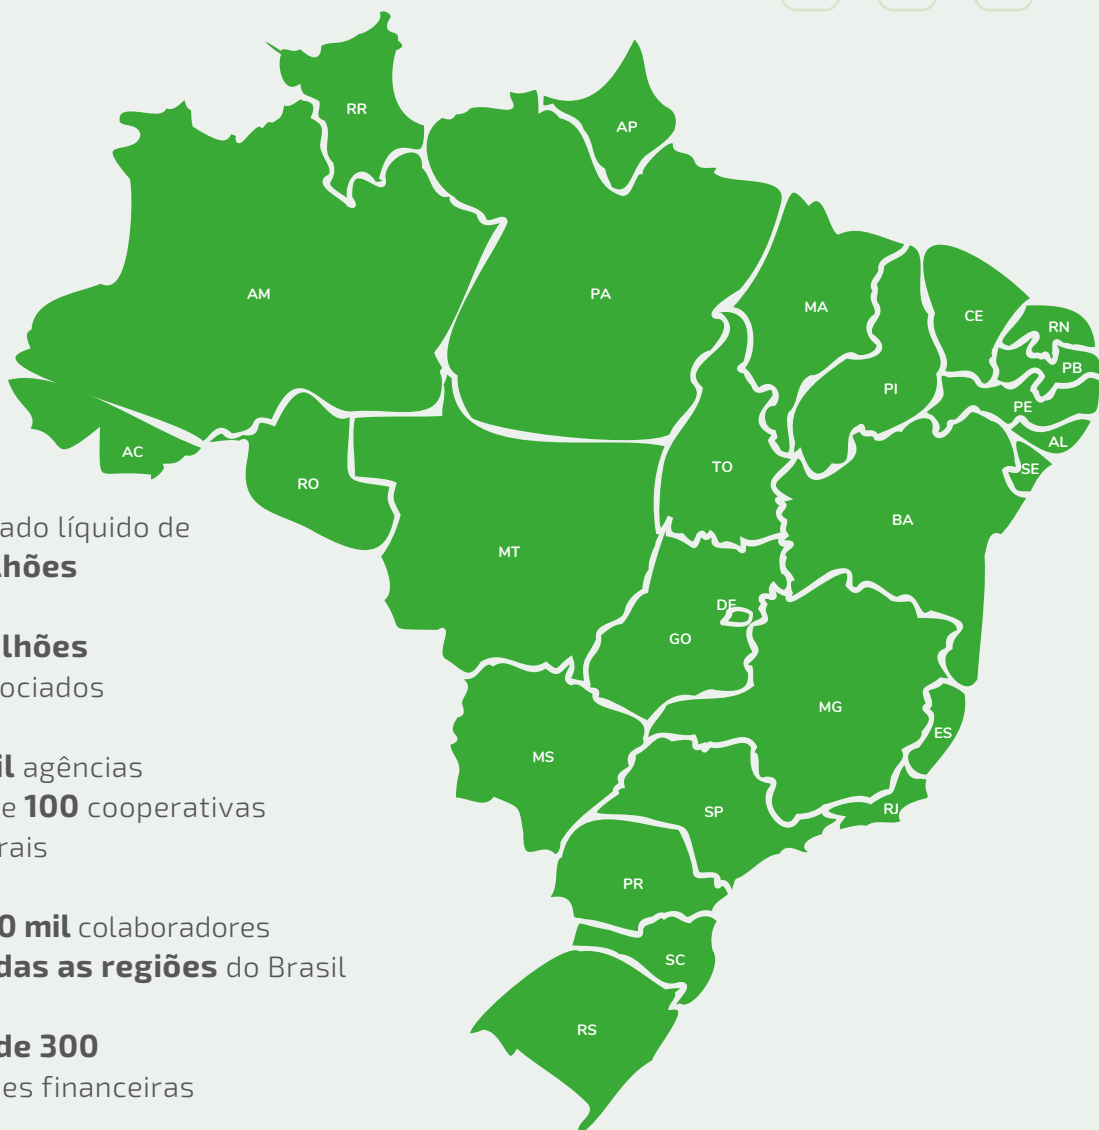 RR
AP
AM
PA
MA
CE
RN
PB
PI
PE
AL
AC
TO
SE
RO
BA
MT
DF
GO
MG
ES
MS
RJ
SP
PR
SC
RS
ado líquido de
lhões
lhões
ociados
il agências
e 100 cooperativas
rais
0 mil colaboradores
das as regiões do Brasil
de 300
es financeiras